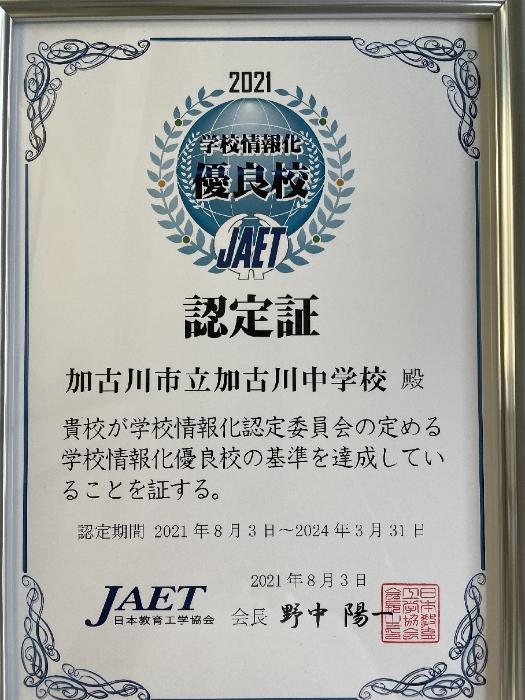 2021
学校情報化
優良校
JAET
認定証
加古川市立加古川中学校 殿
貴校が学校情報化認定委員会の定める
学校情報化優良校の基準を達成してい
ることを証する。
認定期間 2021年8月3日～2024年3月31日
2021年8月3日
JAET
日本教育工学協会
会長 野中 陽一